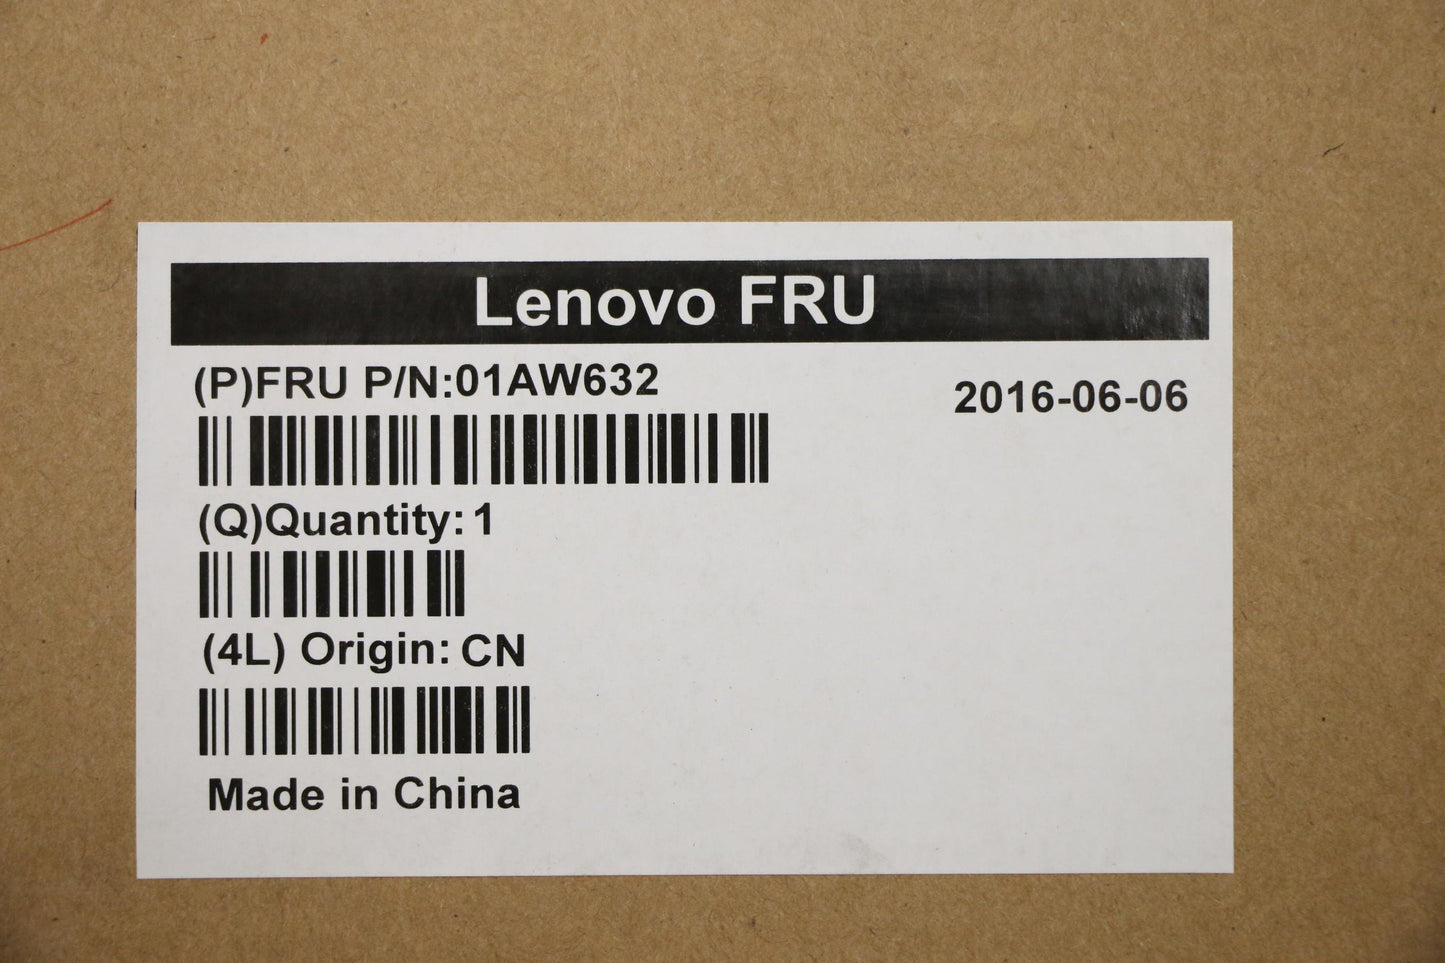 Lenovo FRU
(P)FRU P/N:01AW632
2016-06-06
(Q)Quantity: 1
(4L) Origin: CN
Made in China